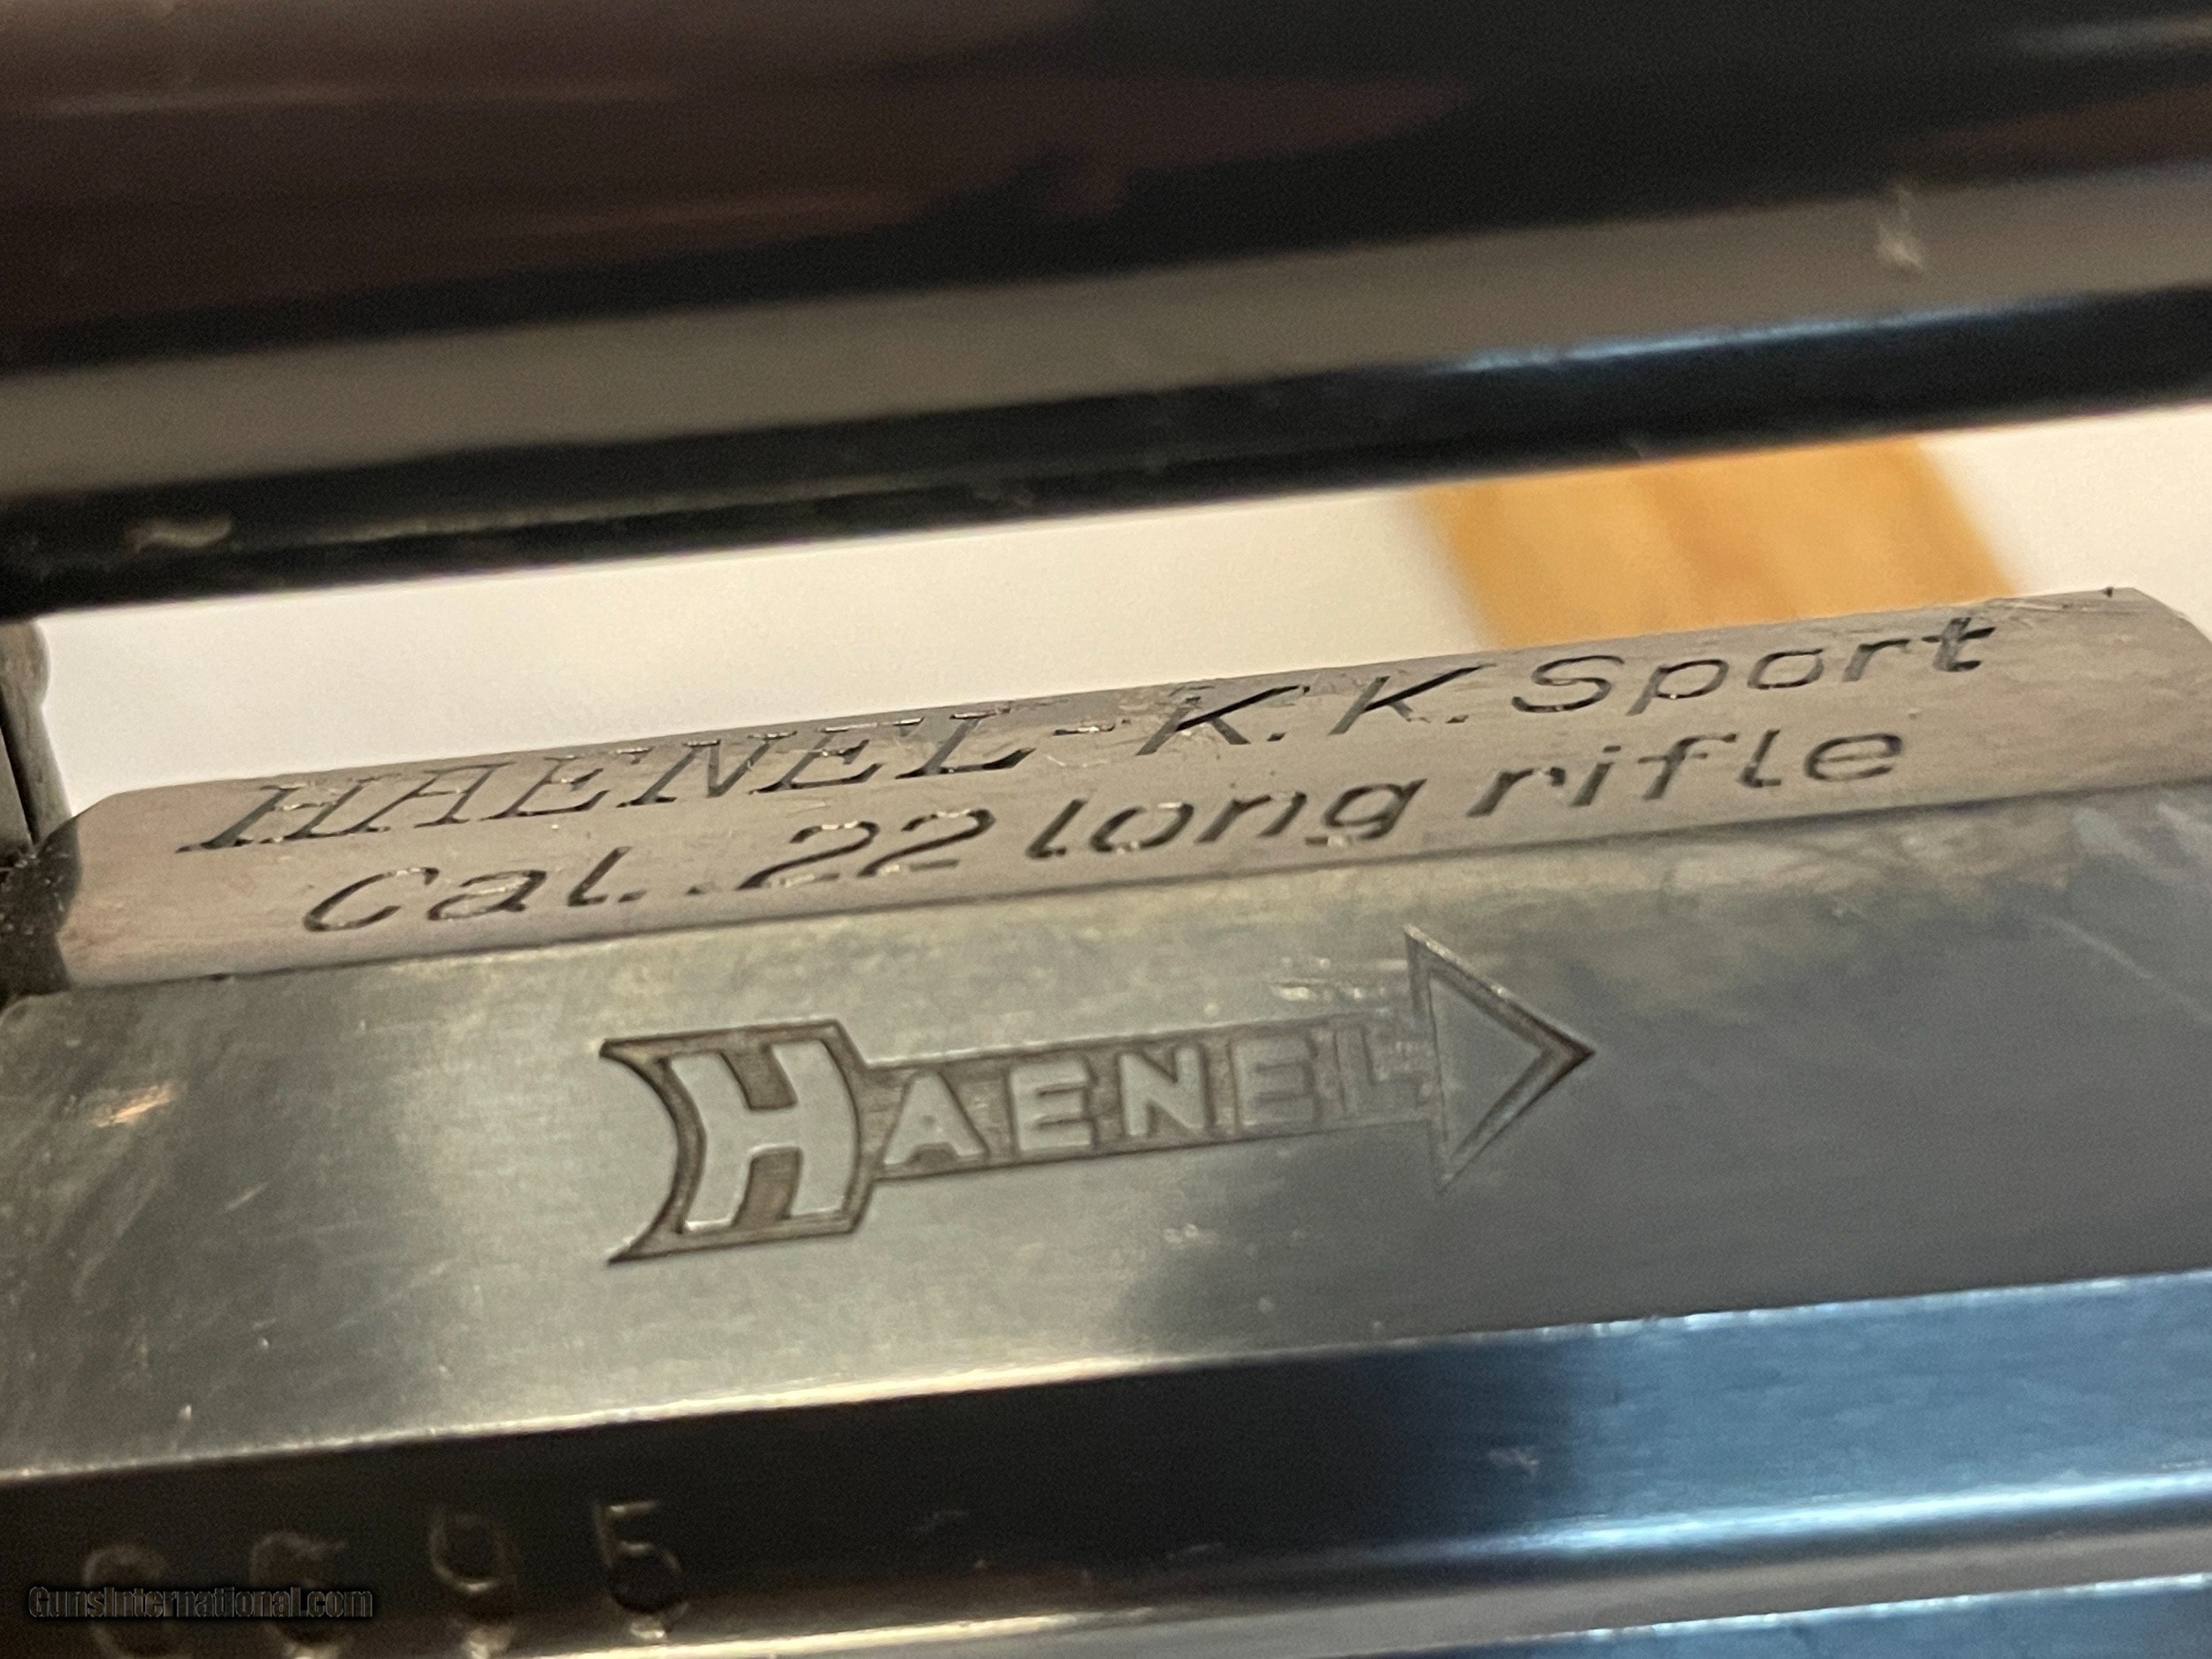 HAENEL-K.K.Sport
Cal. .22 long rifle
HAENEL
GunsInternational.com